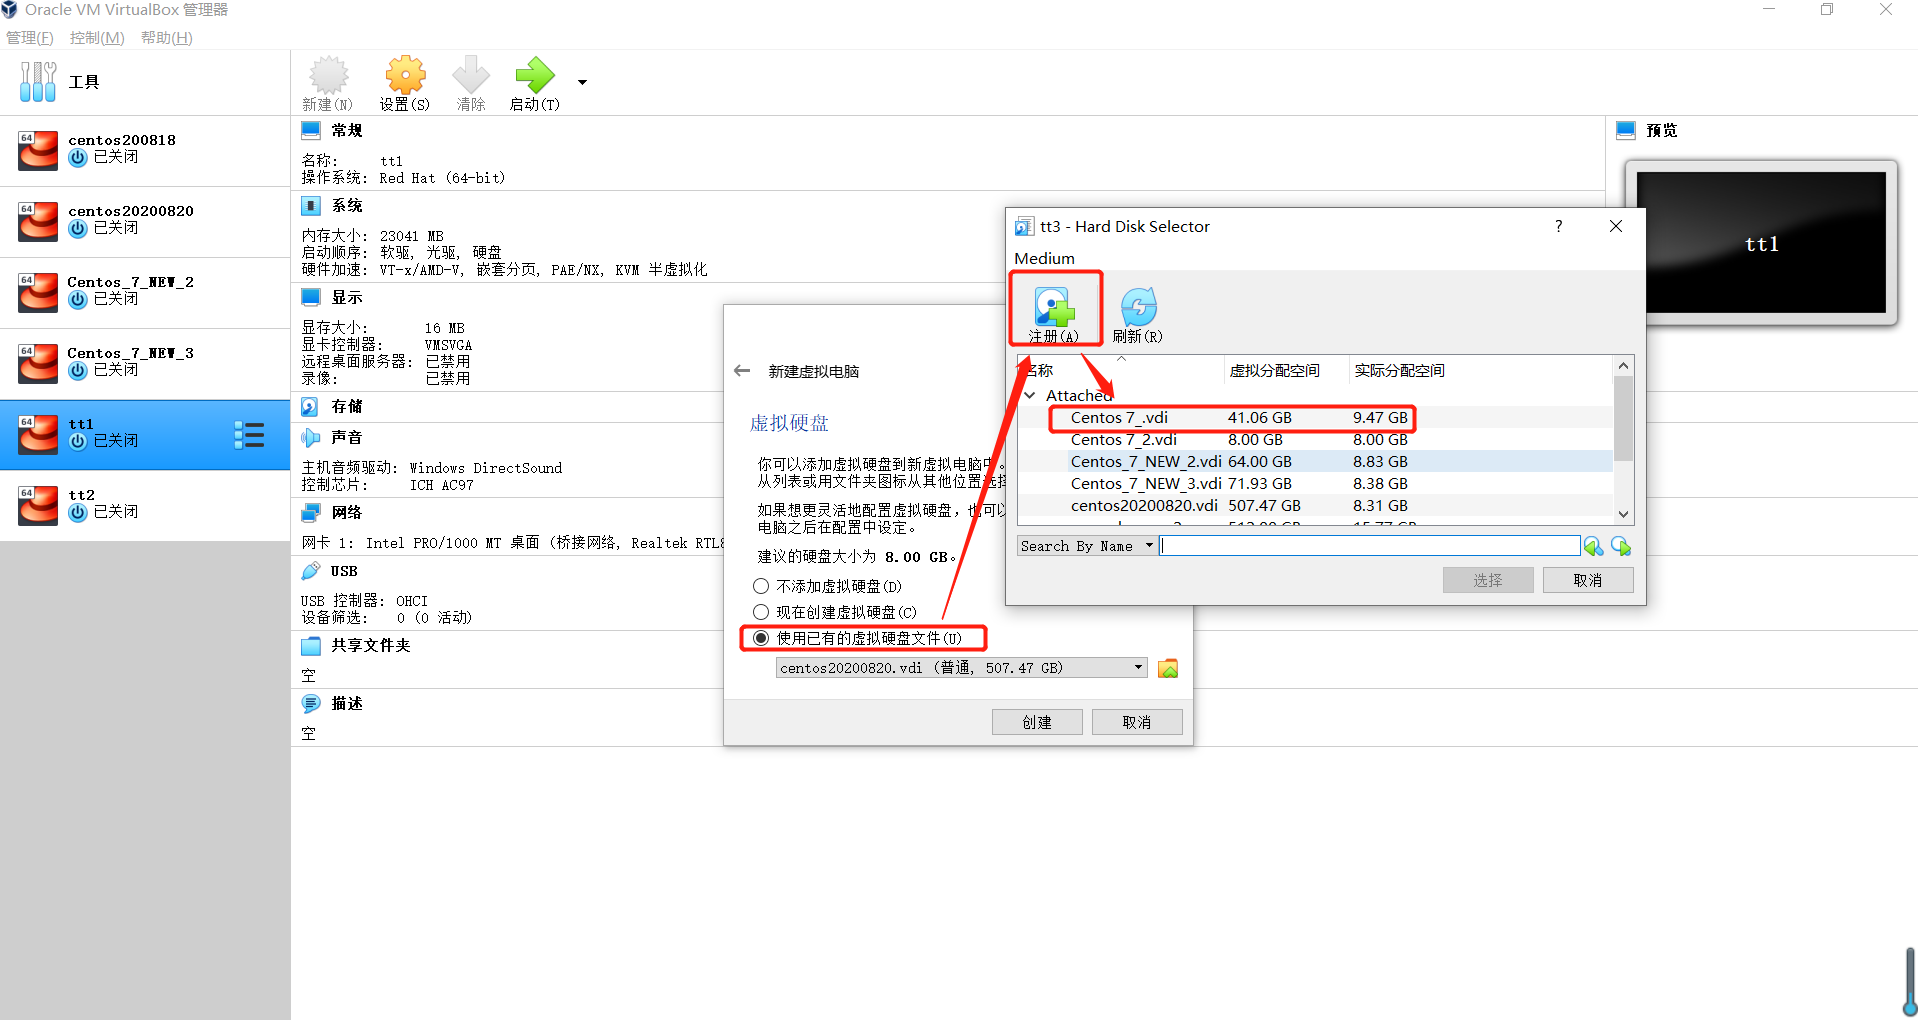 Oracle VM VirtualBox 管理器
管理(F) 控制(M) 帮助(H)
工具
新建(N) 设置(S) 清除 启动(T)
64 centos200818
已关闭
64 centos20200820
已关闭
64 Centos_7_NEW_2
已关闭
64 Centos_7_NEW_3
已关闭
64 tt1
已关闭
64 tt2
已关闭
常规
名称: tt1
操作系统: Red Hat (64-bit)
系统
内存大小: 23041 MB
启动顺序: 软驱, 光驱, 硬盘
硬件加速: VT-x/AMD-V, 嵌套分页, PAE/NX, KVM 半虚拟化
显示
显存大小: 16 MB
显卡控制器: VMSVGA
远程桌面服务器: 已禁用
录像: 已禁用
存储
声音
主机音频驱动: Windows DirectSound
控制芯片: ICH AC97
网络
网卡 1: Intel PRO/1000 MT 桌面 (桥接网络, Realtek RTL8
USB
USB 控制器: OHCI
设备筛选: 0 (0 活动)
共享文件夹
空
描述
空
预览
tt1
新建虚拟电脑
虚拟硬盘
你可以添加虚拟硬盘到新虚拟电脑中。
从列表或用文件夹图标从其他位置选择
如果想更灵活地配置虚拟硬盘，也可以
电脑之后在配置中设定。
建议的硬盘大小为 8.00 GB。
不添加虚拟硬盘(D)
现在创建虚拟硬盘(C)
使用已有的虚拟硬盘文件(U)
centos20200820.vdi (普通, 507.47 GB)
创建 取消
tt3 - Hard Disk Selector ?
Medium
注册(A) 刷新(R)
名称 虚拟分配空间 实际分配空间
Attached
Centos 7_.vdi 41.06 GB 9.47 GB
Centos 7_2.vdi 8.00 GB 8.00 GB
Centos_7_NEW_2.vdi 64.00 GB 8.83 GB
Centos_7_NEW_3.vdi 71.93 GB 8.38 GB
centos20200820.vdi 507.47 GB 8.31 GB
Search By Name
选择 取消